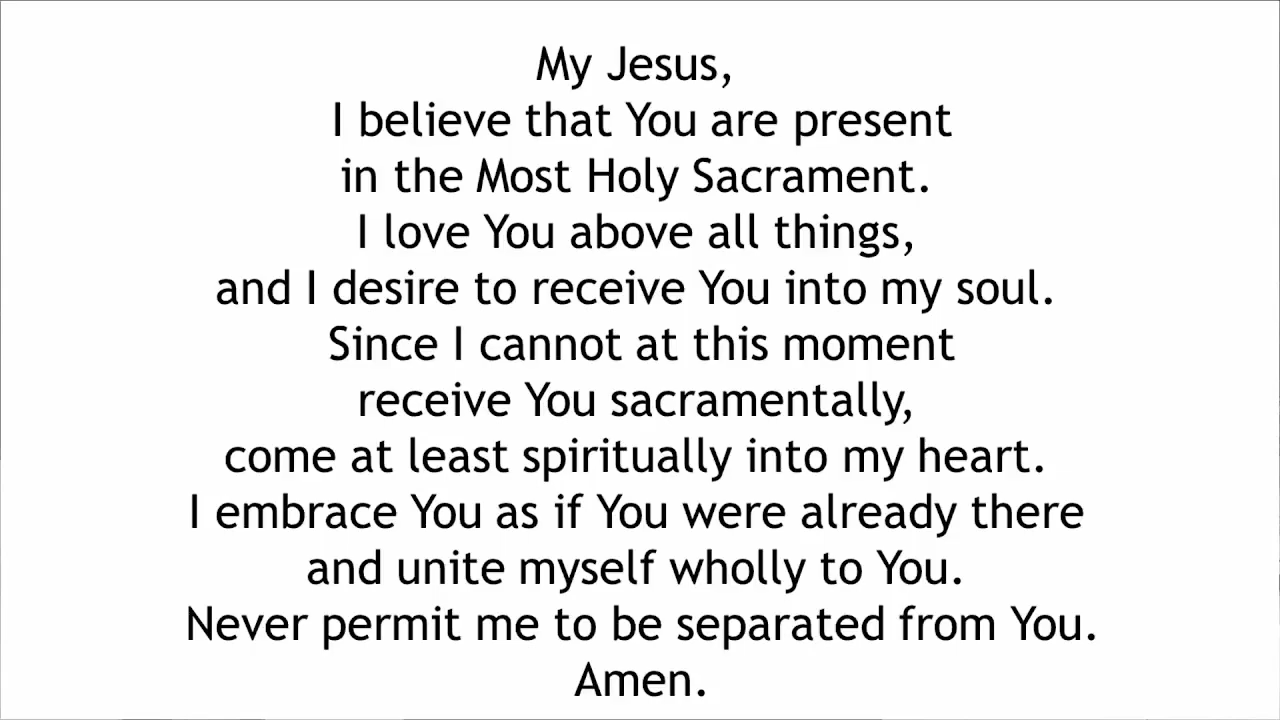 My Jesus,
I believe that You are present
in the Most Holy Sacrament.
I love You above all things,
and I desire to receive You into my soul.
Since I cannot at this moment
receive You sacramentally,
come at least spiritually into my heart.
I embrace You as if You were already there
and unite myself wholly to You.
Never permit me to be separated from You.
Amen.